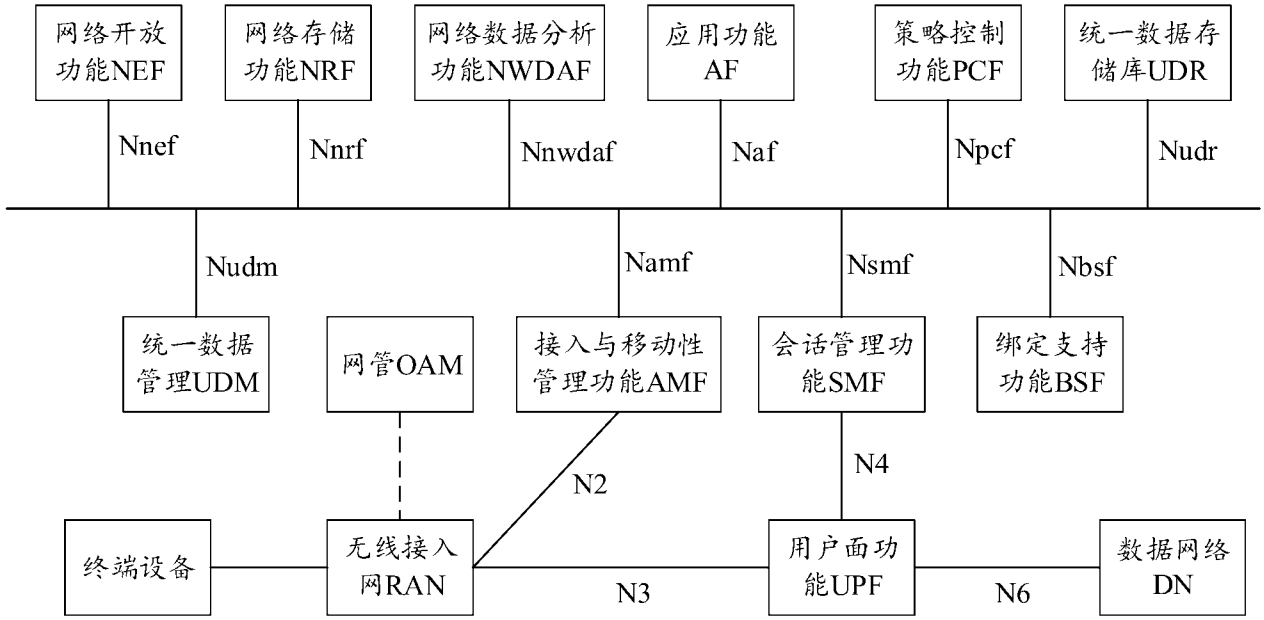 网络开放
功能NEF
网络存储
功能NRF
网络数据分析
功能NWDAF
应用功能
AF
策略控制
功能PCF
统一数据存
储库UDR
Nnef
Nnrf
Nnwdaf
Naf
Npcf
Nudr
Nudm
Namf
Nsmf
Nbsf
统一数据
管理UDM
网管OAM
接入与移动性
管理功能AMF
会话管理功
能SMF
绑定支持
功能BSF
N2
N4
终端设备
无线接入
网RAN
N3
用户面功
能UPF
N6
数据网络
DN